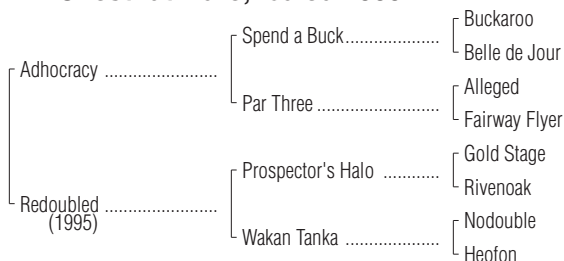 Buckaroo
Spend a Buck
Belle de Jour
Adhocracy
Alleged
Par Three
Fairway Flyer
Gold Stage
Prospector's Halo
Rivenoak
Redoubled
(1995)
Nodouble
Wakan Tanka
Heofon